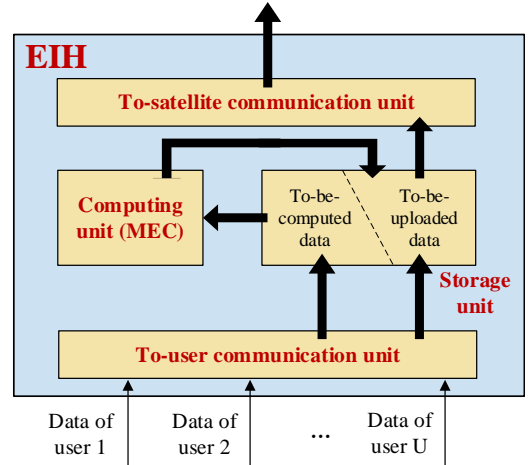 EIH
To-satellite communication unit
Computing
unit (MEC)
To-be-
computed
data
To-be-
uploaded
data
Storage
unit
To-user communication unit
Data of
user 1
Data of
user 2
...
Data of
user U